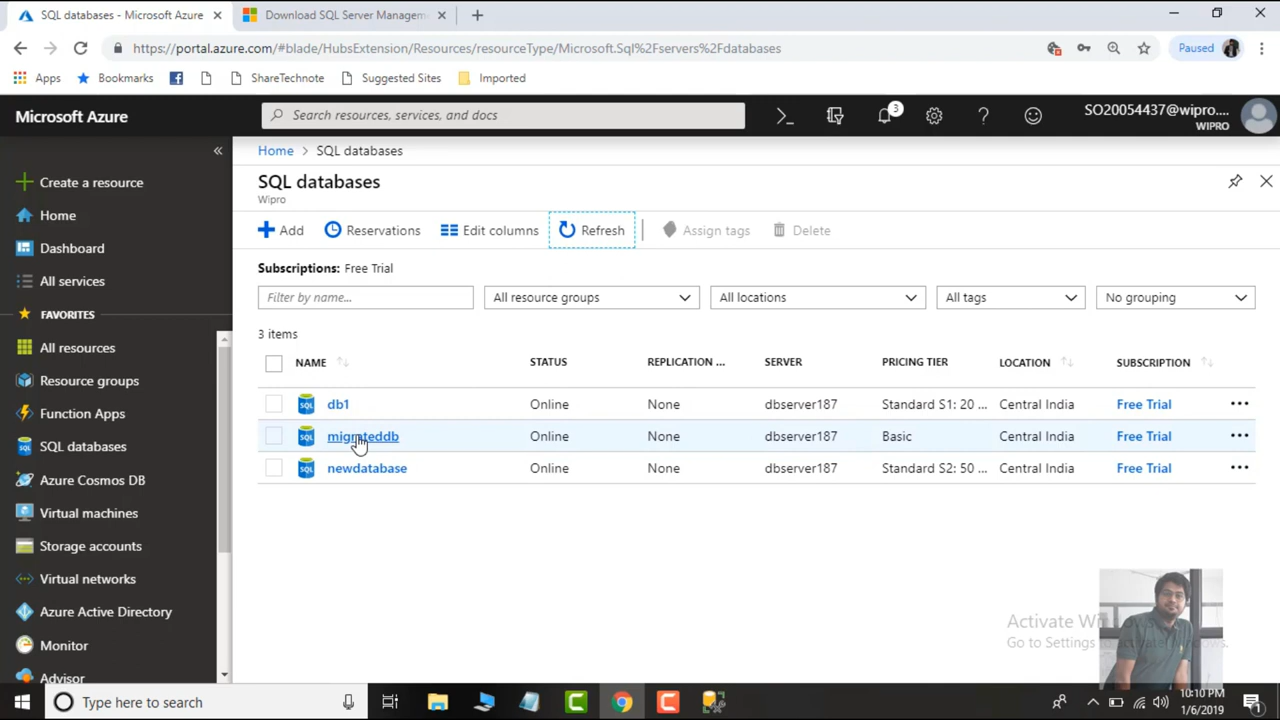 SQL databases - Microsoft Azure
Download SQL Server Managem
https://portal.azure.com/#blade/HubsExtension/Resources/resourceType/Microsoft.Sql%2Fservers%2Fdatabases
Paused
Apps
Bookmarks
ShareTechnote
Suggested Sites
Imported
Microsoft Azure
Search resources, services, and docs
3
SO20054437@wipro....
WIPRO
Create a resource
Home
Dashboard
All services
FAVORITES
All resources
Resource groups
Function Apps
SQL databases
Azure Cosmos DB
Virtual machines
Storage accounts
Virtual networks
Azure Active Directory
Monitor
Advisor
Home > SQL databases
SQL databases
Wipro
Add
Reservations
Edit columns
Refresh
Assign tags
Delete
Subscriptions: Free Trial
Filter by name...
All resource groups
All locations
All tags
No grouping
3 items
NAME STATUS REPLICATION ... SERVER PRICING TIER LOCATION SUBSCRIPTION
db1 Online None dbserver187 Standard S1: 20 ... Central India Free Trial
migrateddb Online None dbserver187 Basic Central India Free Trial
newdatabase Online None dbserver187 Standard S2: 50 ... Central India Free Trial
Activate Windows
Go to Settings to activate Windows.
Type here to search
10:10 PM
1/6/2019
1